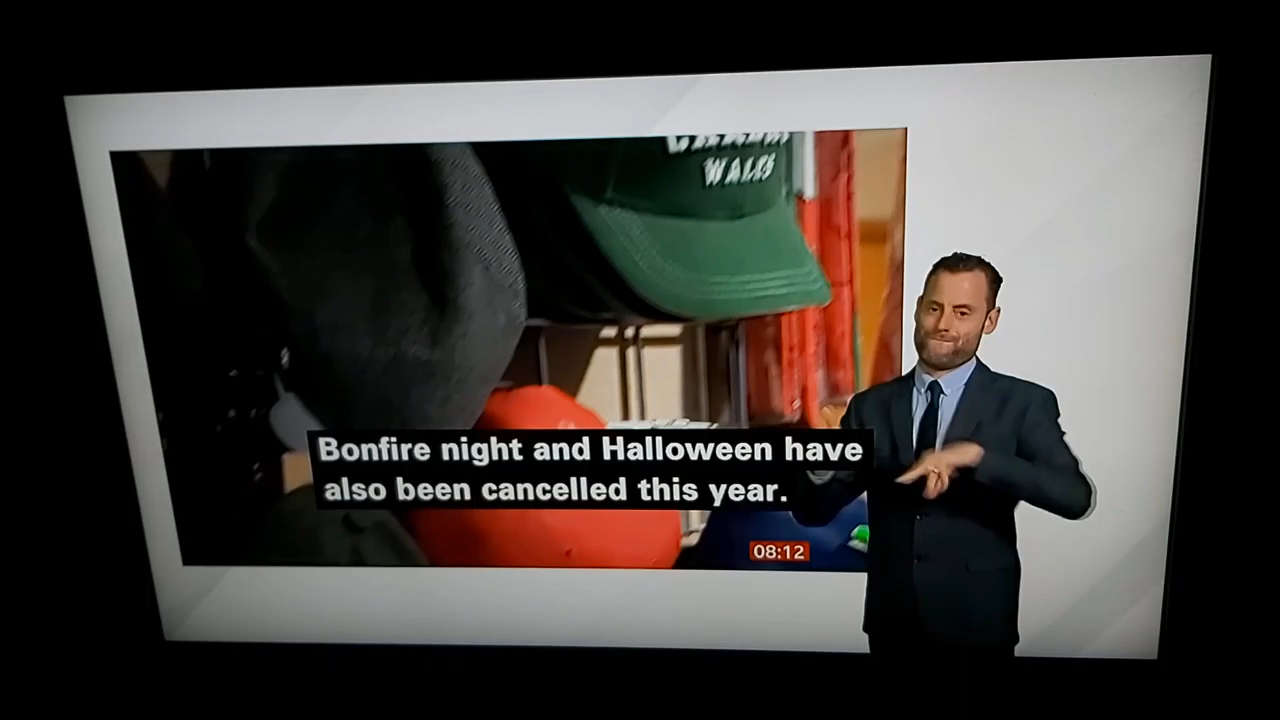 WALES
Bonfire night and Halloween have
also been cancelled this year.
08:12